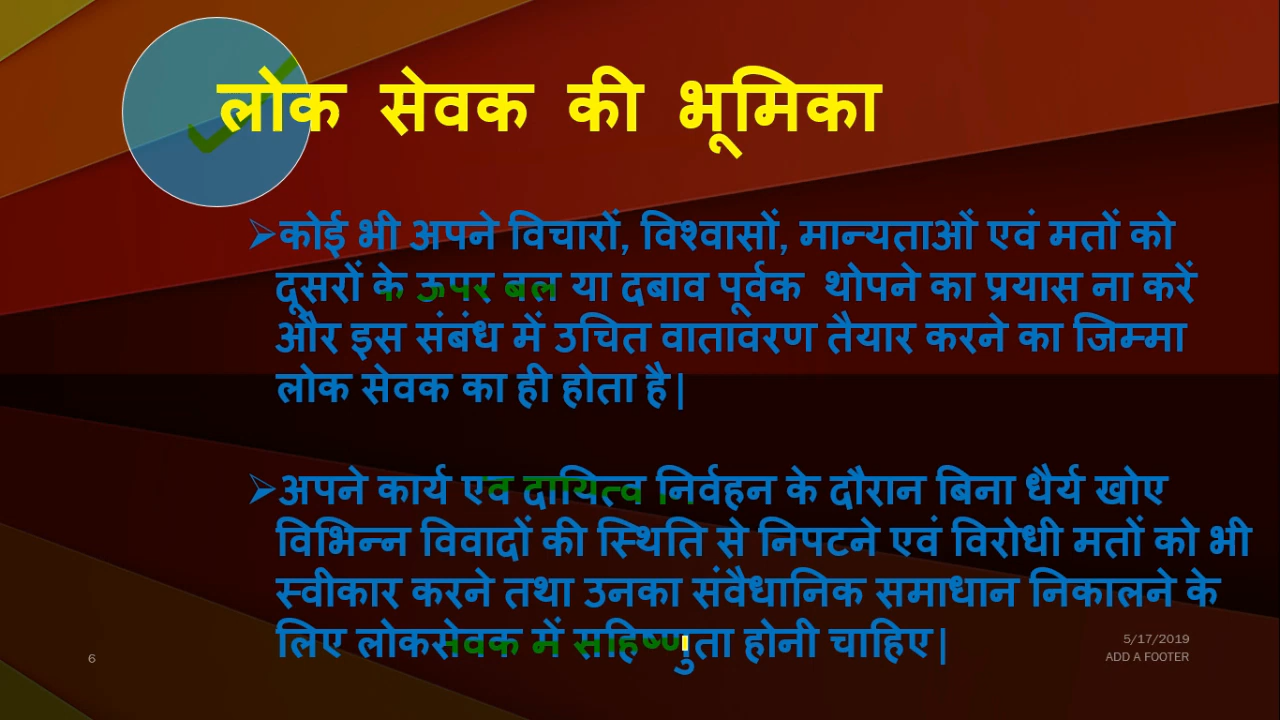 लोक सेवक की भूमिका
➢कोई भी अपने विचारों, विश्वासों, मान्यताओं एवं मतों को
दूसरों के ऊपर बल या दबाव पूर्वक थोपने का प्रयास ना करें
और इस संबंध में उचित वातावरण तैयार करने का जिम्मा
लोक सेवक का ही होता है|
➢अपने कार्य एव दायित्व निर्वहन के दौरान बिना धैर्य खोए
विभिन्न विवादों की स्थिति से निपटने एवं विरोधी मतों को भी
स्वीकार करने तथा उनका संवैधानिक समाधान निकालने के
लिए लोकसेवक में सहिष्णुता होनी चाहिए|
5/17/2019
6
ADD A FOOTER